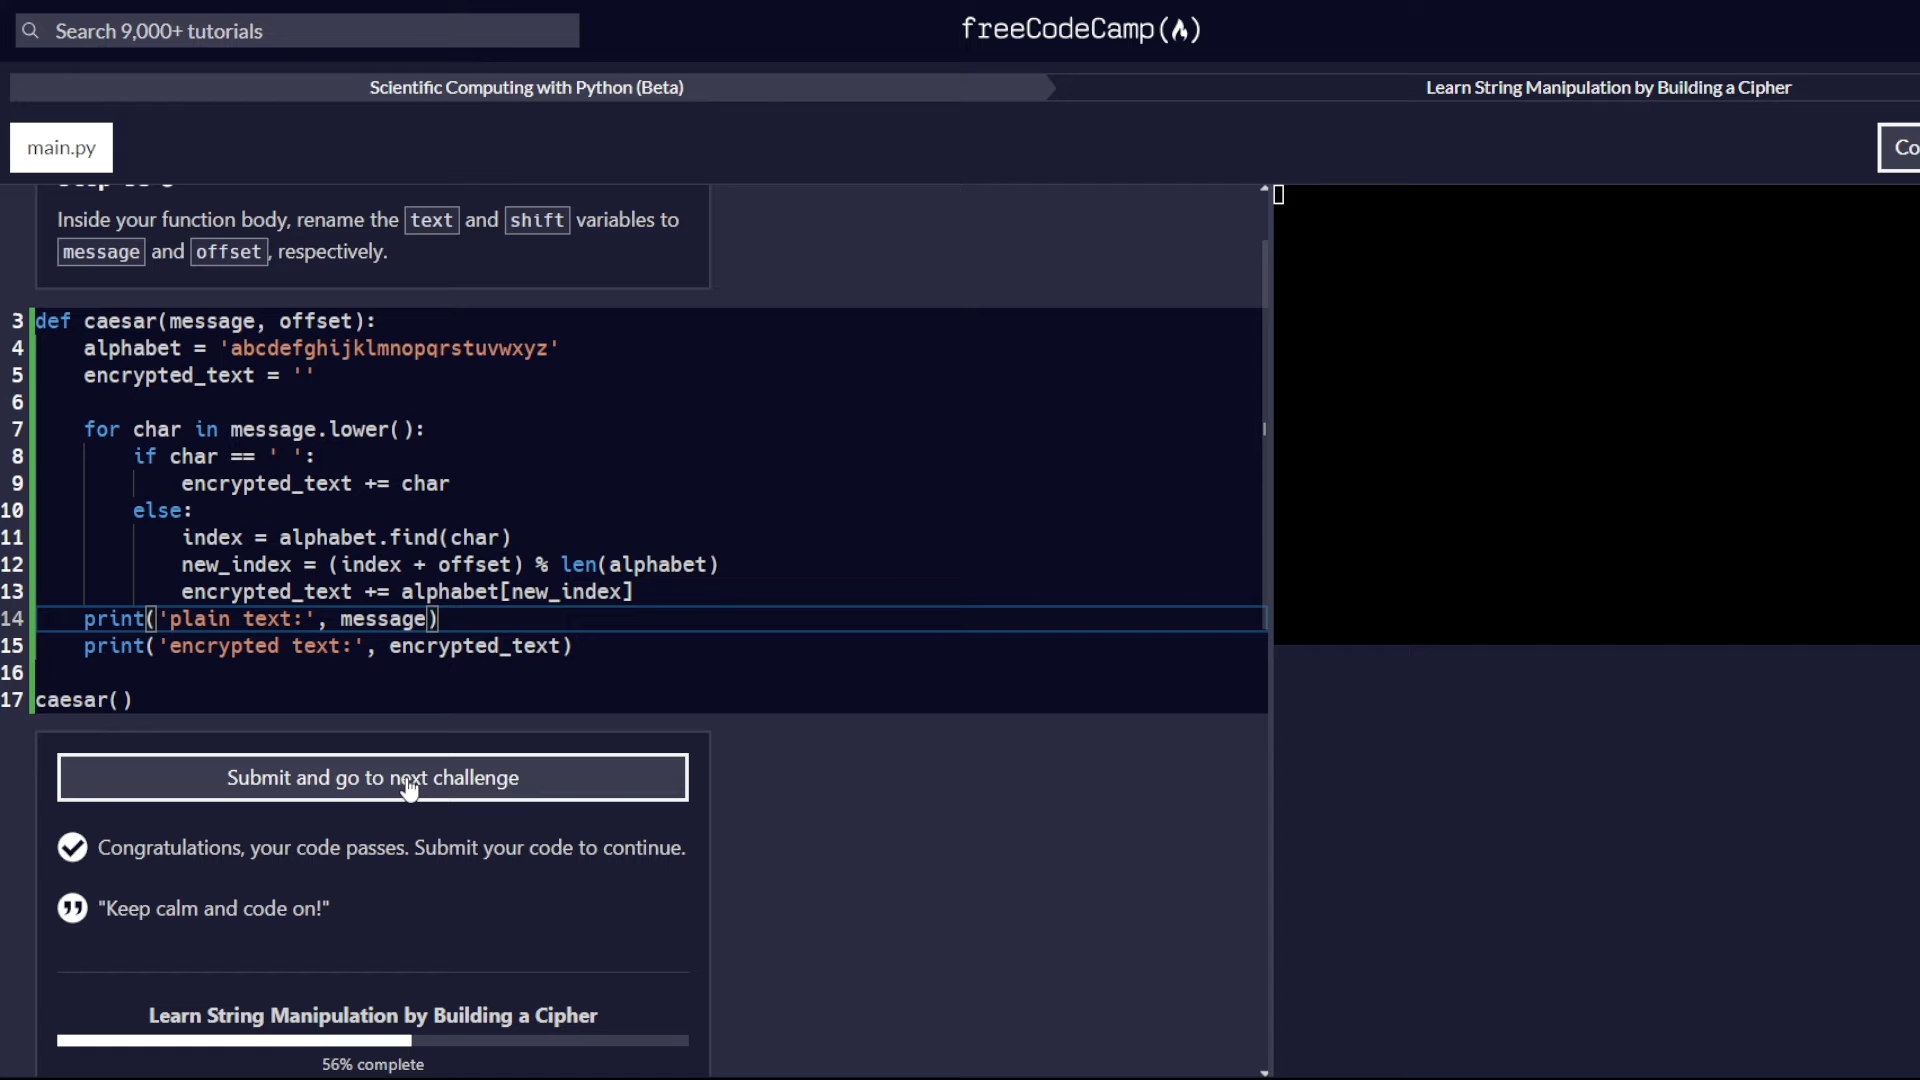 Search 9,000+ tutorials
freeCodeCamp(🔥)
Scientific Computing with Python (Beta)
Learn String Manipulation by Building a Cipher
main.py
Co
Inside your function body, rename the text and shift variables to
message and offset, respectively.
3 def caesar(message, offset):
4     alphabet = 'abcdefghijklmnopqrstuvwxyz'
5     encrypted_text = ''
6
7     for char in message.lower():
8         if char == ' ':
9             encrypted_text += char
10         else:
11             index = alphabet.find(char)
12             new_index = (index + offset) % len(alphabet)
13             encrypted_text += alphabet[new_index]
14     print('plain text:', message)
15     print('encrypted text:', encrypted_text)
16
17 caesar()
Submit and go to next challenge
Congratulations, your code passes. Submit your code to continue.
"Keep calm and code on!"
Learn String Manipulation by Building a Cipher
56% complete